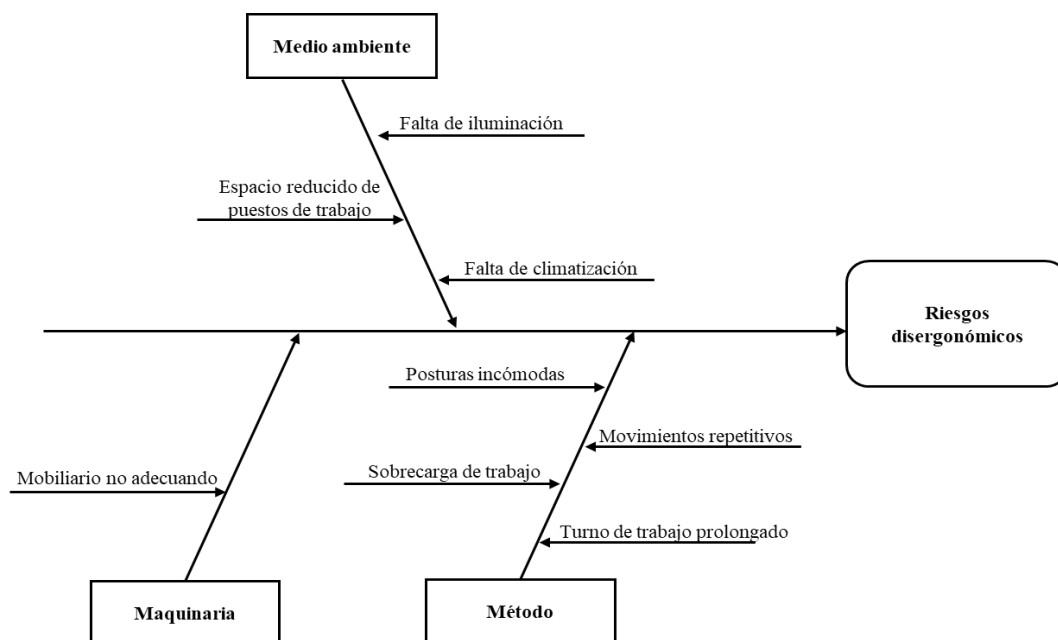 Medio ambiente
Falta de iluminación
Espacio reducido de
puestos de trabajo
Falta de climatización
Riesgos
disergonómicos
Posturas incómodas
Movimientos repetitivos
Mobiliario no adecuando
Sobrecarga de trabajo
Turno de trabajo prolongado
Maquinaria
Método